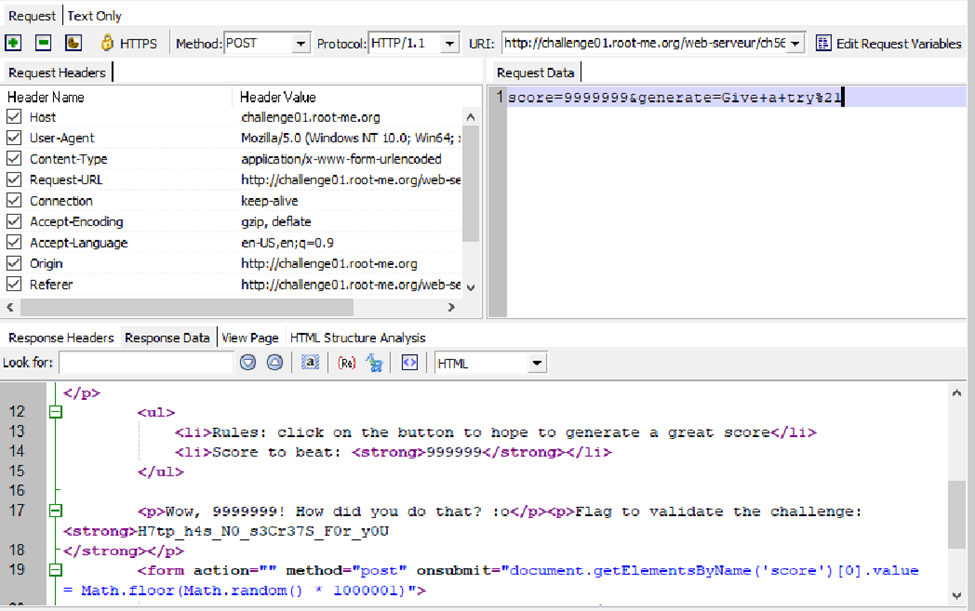 Request Text Only
HTTPS Method: POST Protocol: HTTP/1.1 URI: http://challenge01.root-me.org/web-serveur/ch56 Edit Request Variables
Request Headers
Header Name Header Value
Host challenge01.root-me.org
User-Agent Mozilla/5.0 (Windows NT 10.0; Win64;
Content-Type application/x-www-form-urlencoded
Request-URL http://challenge01.root-me.org/web-se
Connection keep-alive
Accept-Encoding gzip, deflate
Accept-Language en-US,en;q=0.9
Origin http://challenge01.root-me.org
Referer http://challenge01.root-me.org/web-se
Request Data
1 score=9999999&generate=Give+a+try%21
Response Headers Response Data View Page HTML Structure Analysis
Look for: HTML
</p>
12 <ul>
13 <li>Rules: click on the button to hope to generate a great score</li>
14 <li>Score to beat: <strong>999999</strong></li>
15 </ul>
16
17 <p>Wow, 9999999! How did you do that? :o</p><p>Flag to validate the challenge:
<strong>H7tp_h4s_N0_s3Cr37S_F0r_y0U
18 </strong></p>
19 <form action="" method="post" onsubmit="document.getElementsByName('score')[0].value
= Math.floor(Math.random() * 1000001)">